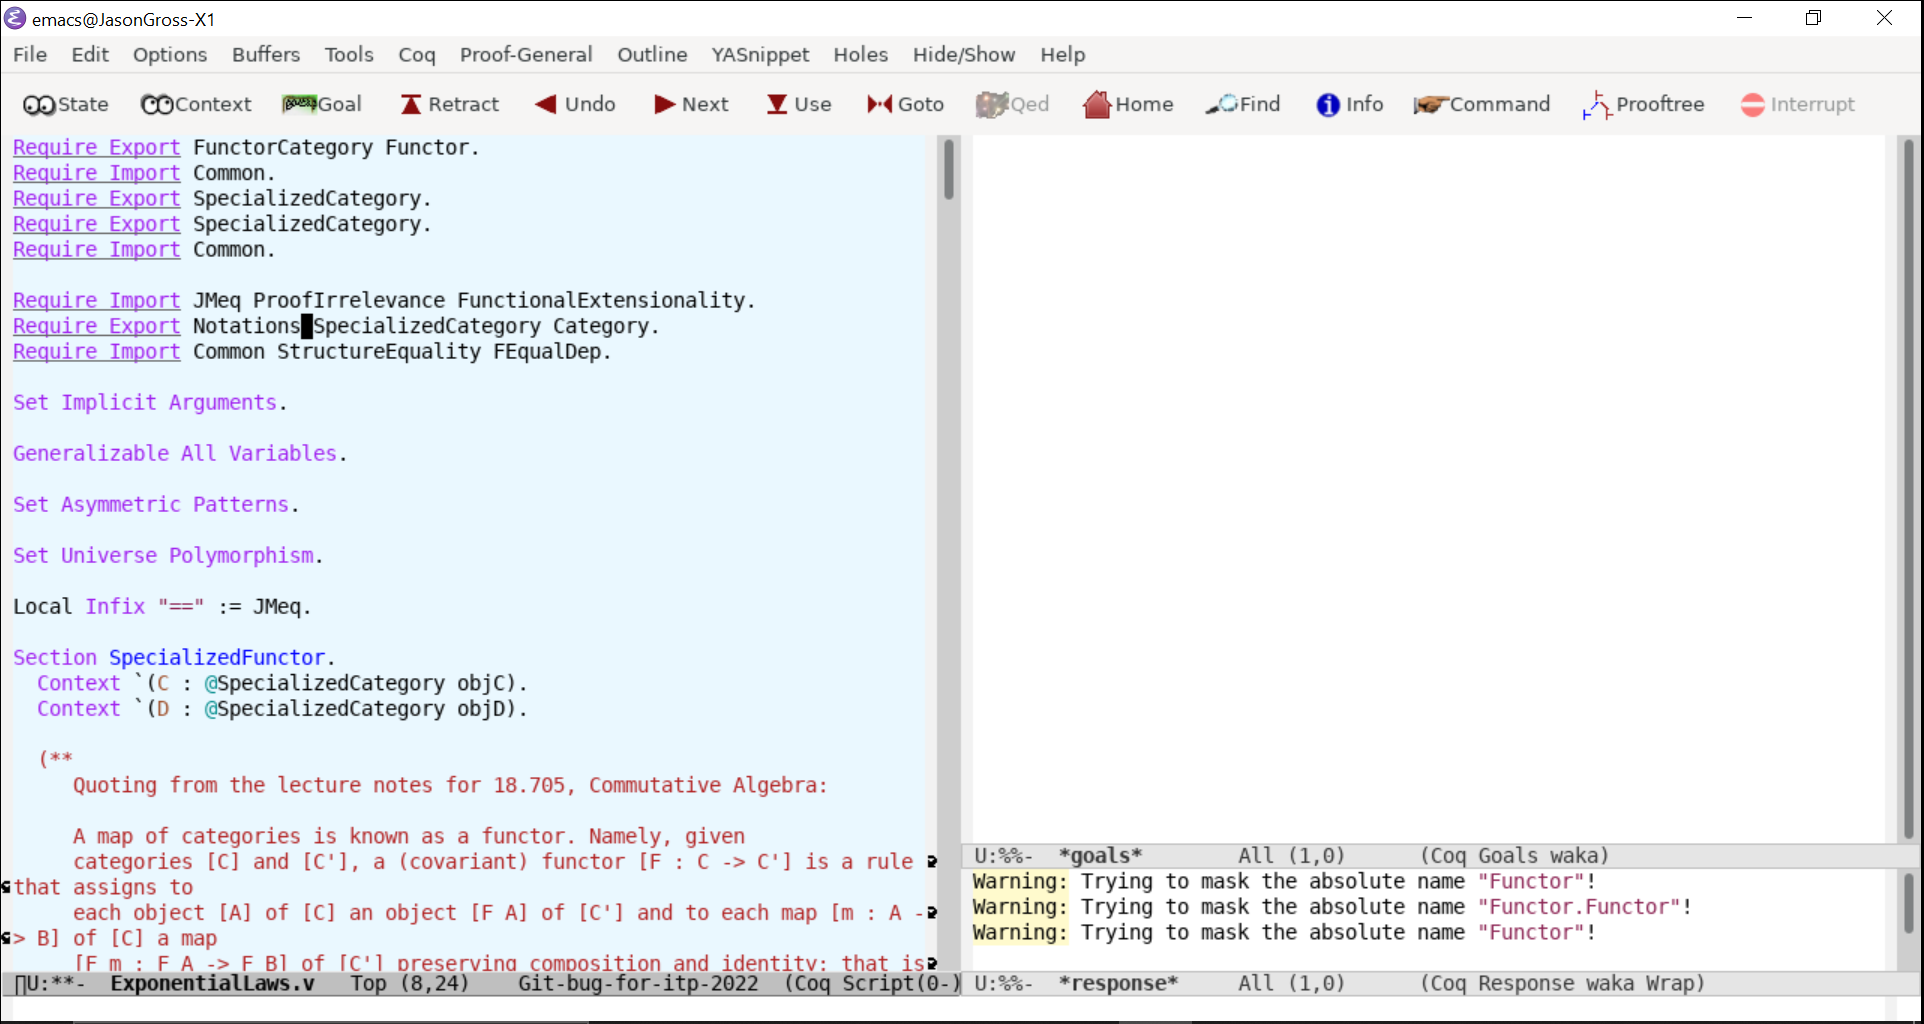 emacs@JasonGross-X1
File Edit Options Buffers Tools Coq Proof-General Outline YASnippet Holes Hide/Show Help
State Context Goal Retract Undo Next Use Goto Qed Home Find Info Command Prooftree Interrupt
Require Export FunctorCategory Functor.
Require Import Common.
Require Export SpecializedCategory.
Require Export SpecializedCategory.
Require Import Common.
Require Import JMeq ProofIrrelevance FunctionalExtensionality.
Require Export Notations SpecializedCategory Category.
Require Import Common StructureEquality FEqualDep.
Set Implicit Arguments.
Generalizable All Variables.
Set Asymmetric Patterns.
Set Universe Polymorphism.
Local Infix "==" := JMeq.
Section SpecializedFunctor.
Context `(C : @SpecializedCategory objC).
Context `(D : @SpecializedCategory objD).
(**
Quoting from the lecture notes for 18.705, Commutative Algebra:
A map of categories is known as a functor. Namely, given
categories [C] and [C'], a (covariant) functor [F : C -> C'] is a rule
that assigns to
each object [A] of [C] an object [F A] of [C'] and to each map [m : A -
> B] of [C] a map
[F m : F A -> F B] of [C'] preserving composition and identity; that is
U:**- ExponentialLaws.v Top (8,24) Git-bug-for-itp-2022 (Coq Script(0-)
U:%%- *goals* All (1,0) (Coq Goals waka)
Warning: Trying to mask the absolute name "Functor"!
Warning: Trying to mask the absolute name "Functor.Functor"!
Warning: Trying to mask the absolute name "Functor"!
U:%%- *response* All (1,0) (Coq Response waka Wrap)